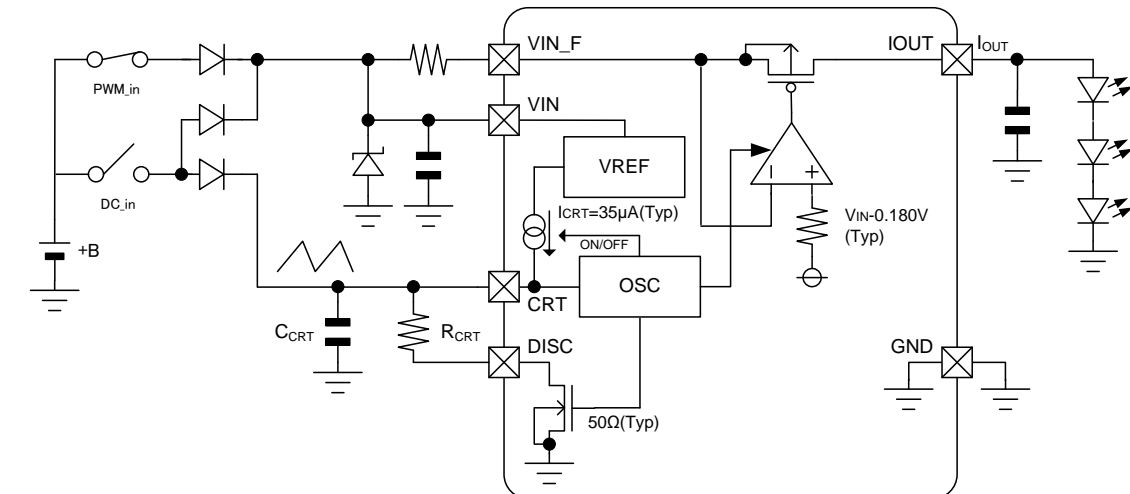 VIN_F
IOUT
IOUT
PWM_in
VIN
VREF
DC_in
ICRT=35μA(Typ)
VIN-0.180V
(Typ)
ON/OFF
+B
OSC
CRT
CCRT
RCRT
DISC
GND
50Ω(Typ)